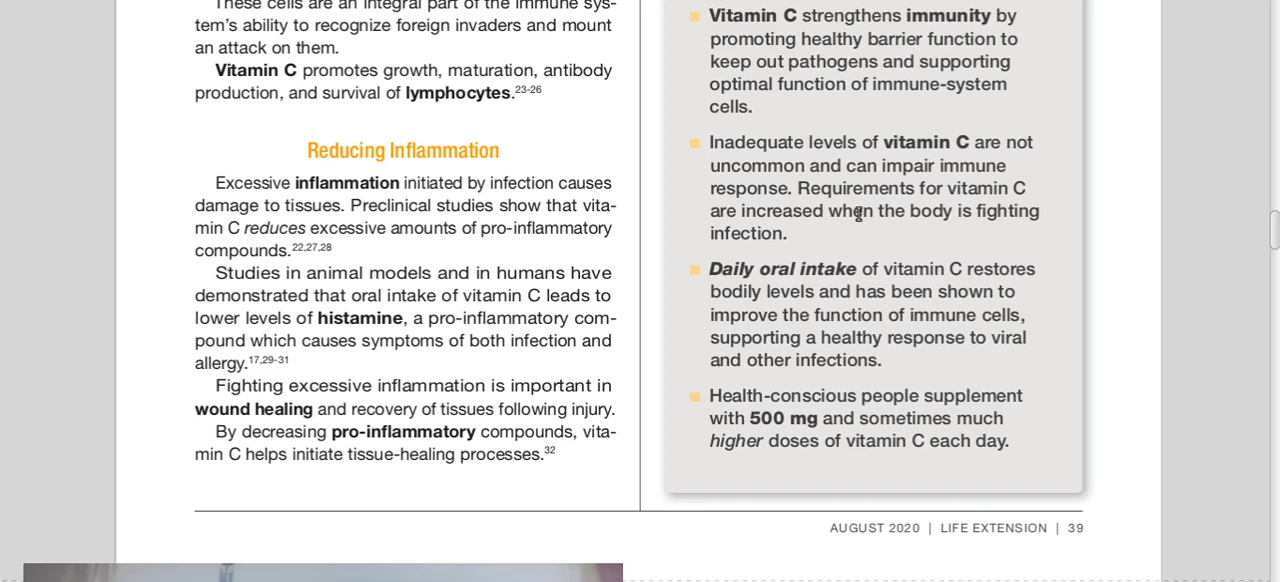 These cells are an integral part of the immune sys-
tem’s ability to recognize foreign invaders and mount
an attack on them.
Vitamin C promotes growth, maturation, antibody
production, and survival of lymphocytes.23-26
Reducing Inflammation
Excessive inflammation initiated by infection causes
damage to tissues. Preclinical studies show that vita-
min C reduces excessive amounts of pro-inflammatory
compounds.22,27,28
Studies in animal models and in humans have
demonstrated that oral intake of vitamin C leads to
lower levels of histamine, a pro-inflammatory com-
pound which causes symptoms of both infection and
allergy.17,29-31
Fighting excessive inflammation is important in
wound healing and recovery of tissues following injury.
By decreasing pro-inflammatory compounds, vita-
min C helps initiate tissue-healing processes.32
Vitamin C strengthens immunity by
promoting healthy barrier function to
keep out pathogens and supporting
optimal function of immune-system
cells.
Inadequate levels of vitamin C are not
uncommon and can impair immune
response. Requirements for vitamin C
are increased when the body is fighting
infection.
Daily oral intake of vitamin C restores
bodily levels and has been shown to
improve the function of immune cells,
supporting a healthy response to viral
and other infections.
Health-conscious people supplement
with 500 mg and sometimes much
higher doses of vitamin C each day.
AUGUST 2020 | LIFE EXTENSION | 39